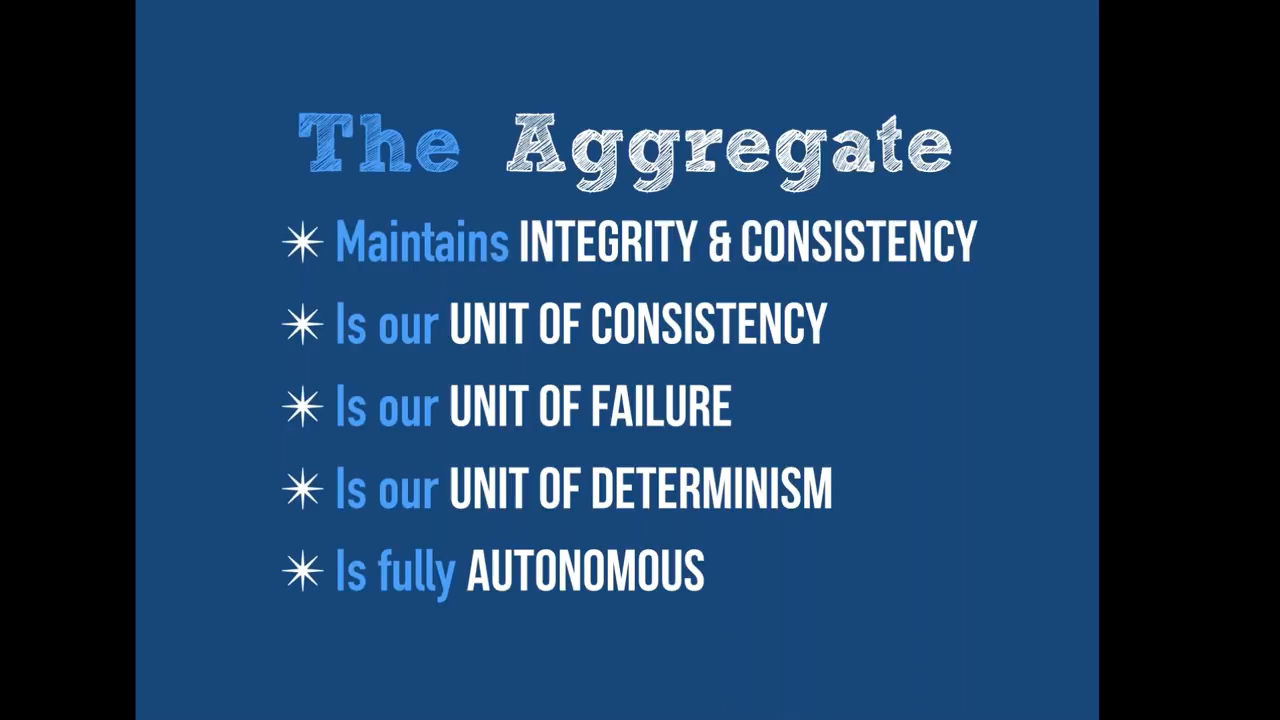 The Aggregate
Maintains INTEGRITY & CONSISTENCY
Is our UNIT OF CONSISTENCY
Is our UNIT OF FAILURE
Is our UNIT OF DETERMINISM
Is fully AUTONOMOUS